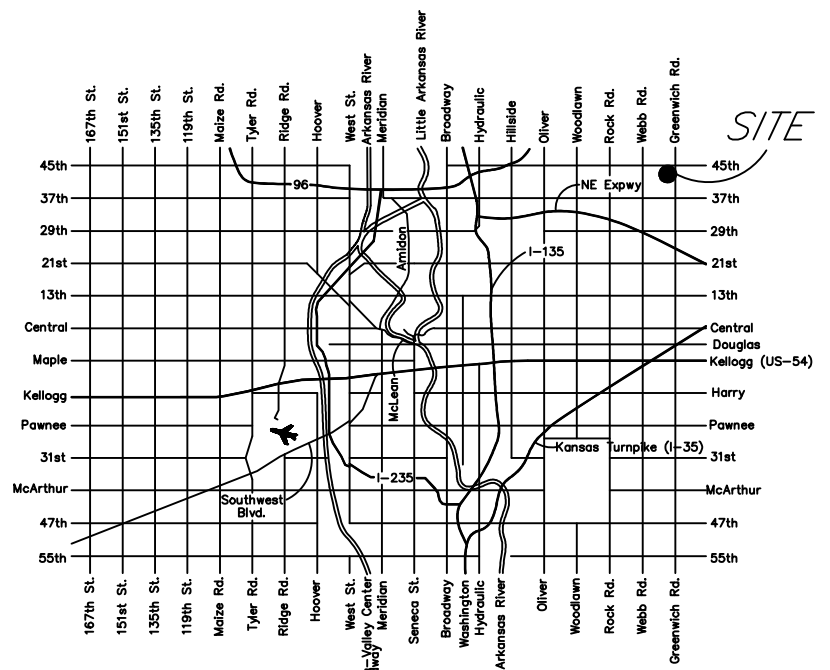 167th St.
151st St.
135th St.
119th St.
Maize Rd.
Tyler Rd.
Ridge Rd.
Hoover
West St.
Arkansas River
Meridian
Little Arkansas River
Broadway
Hydraulic
Hillside
Oliver
Woodlawn
Rock Rd.
Webb Rd.
Greenwich Rd.
SITE
45th
45th
96
NE Expwy
37th
37th
29th
29th
Amidon
I-135
21st
21st
13th
13th
Central
Central
Douglas
Maple
Kellogg (US-54)
McLean
Kellogg
Harry
Pawnee
Pawnee
Kansas Turnpike (I-35)
31st
31st
I-235
McArthur
McArthur
Southwest
Blvd.
47th
47th
55th
55th
167th St.
151st St.
135th St.
119th St.
Maize Rd.
Tyler Rd.
Ridge Rd.
Hoover
West St.
I-Valley Center
lway
Meridian
Seneca St.
Broadway
Washington
Hydraulic
Arkansas River
Oliver
Woodlawn
Rock Rd.
Webb Rd.
Greenwich Rd.